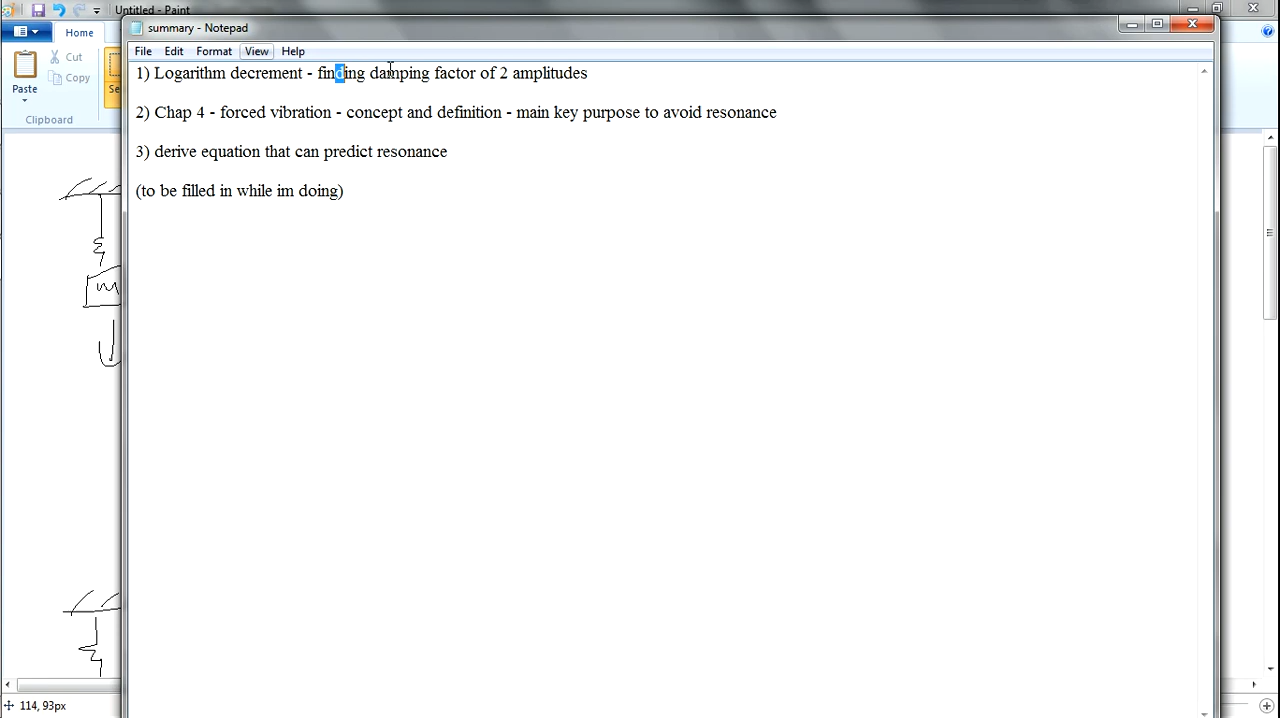 Untitled - Paint
summary - Notepad
Home
File Edit Format View Help
Cut
Copy
Paste
Se
Clipboard
1) Logarithm decrement - finding damping factor of 2 amplitudes
2) Chap 4 - forced vibration - concept and definition - main key purpose to avoid resonance
3) derive equation that can predict resonance
(to be filled in while im doing)
m
114, 93px